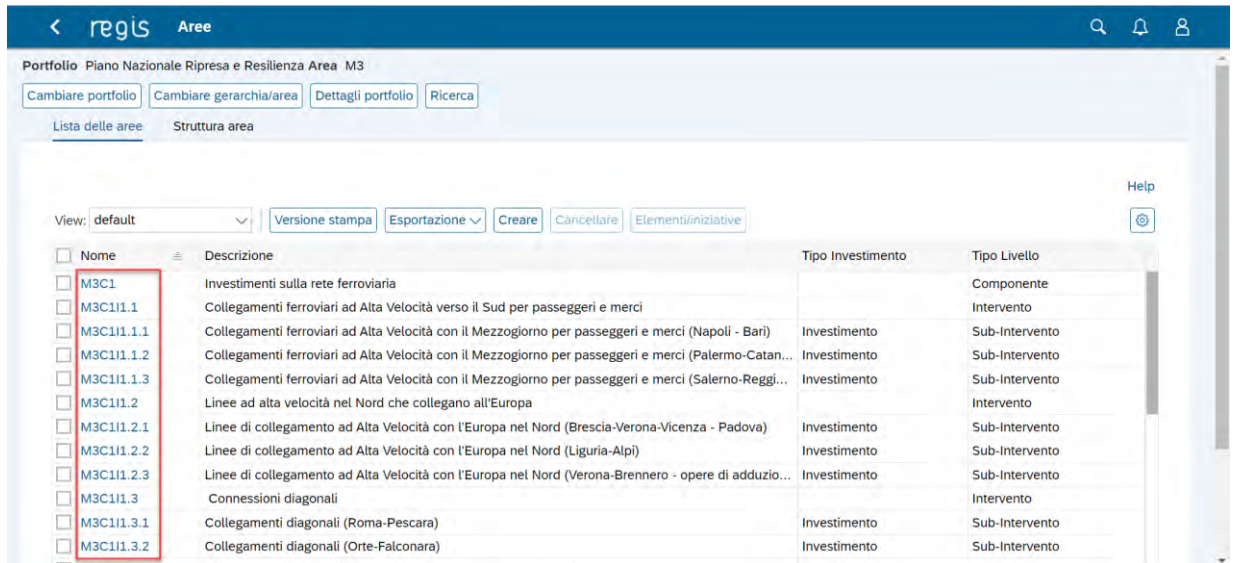 regis Aree
Portfolio Piano Nazionale Ripresa e Resilienza Area M3
Cambiare portfolio Cambiare gerarchia/area Dettagli portfolio Ricerca
Lista delle aree Struttura area
Help
View: default Versione stampa Esportazione Creare Cancellare Elementi/iniziative
Nome Descrizione Tipo Investimento Tipo Livello
M3C1 Investimenti sulla rete ferroviaria Componente
M3C1I1.1 Collegamenti ferroviari ad Alta Velocità verso il Sud per passeggeri e merci Intervento
M3C1I1.1.1 Collegamenti ferroviari ad Alta Velocità con il Mezzogiorno per passeggeri e merci (Napoli - Bari) Investimento Sub-Intervento
M3C1I1.1.2 Collegamenti ferroviari ad Alta Velocità con il Mezzogiorno per passeggeri e merci (Palermo-Catan... Investimento Sub-Intervento
M3C1I1.1.3 Collegamenti ferroviari ad Alta Velocità con il Mezzogiorno per passeggeri e merci (Salerno-Reggi... Investimento Sub-Intervento
M3C1I1.2 Linee ad alta velocità nel Nord che collegano all'Europa Intervento
M3C1I1.2.1 Linee di collegamento ad Alta Velocità con l'Europa nel Nord (Brescia-Verona-Vicenza - Padova) Investimento Sub-Intervento
M3C1I1.2.2 Linee di collegamento ad Alta Velocità con l'Europa nel Nord (Liguria-Alpi) Investimento Sub-Intervento
M3C1I1.2.3 Linee di collegamento ad Alta Velocità con l'Europa nel Nord (Verona-Brennero - opere di adduzio... Investimento Sub-Intervento
M3C1I1.3 Connessioni diagonali Intervento
M3C1I1.3.1 Collegamenti diagonali (Roma-Pescara) Investimento Sub-Intervento
M3C1I1.3.2 Collegamenti diagonali (Orte-Falconara) Investimento Sub-Intervento